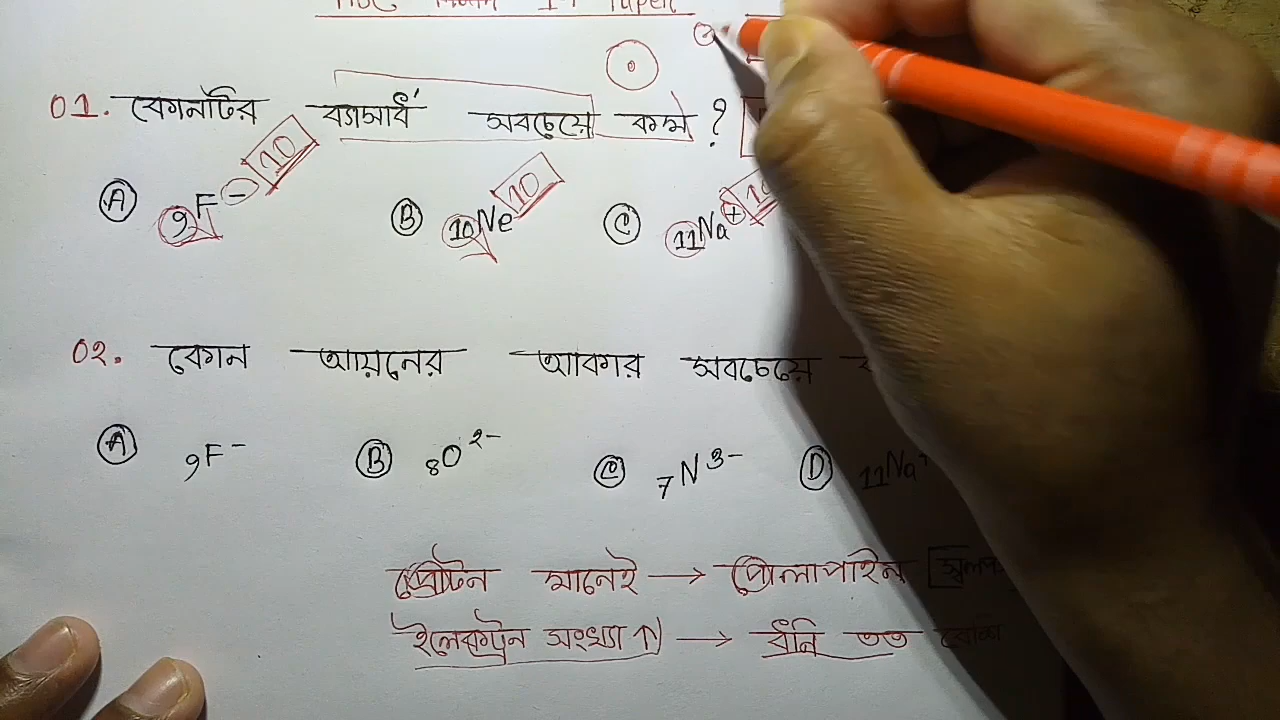 01. কোনটির ব্যাসার্ধ সবচেয়ে কম ?
Ⓐ ₉F⁻ 10 Ⓑ ₁₀Ne 10 Ⓒ ₁₁Na⁺
02. কোন আয়নের আকার সবচেয়ে
Ⓐ ₉F⁻ Ⓑ ₈O²⁻ Ⓒ ₇N³⁻ Ⓓ ₁₁Na⁺
প্রোটন মানেই → পোলাপাইন
ইলেকট্রন সংখ্যা ↑) → ধনি তত